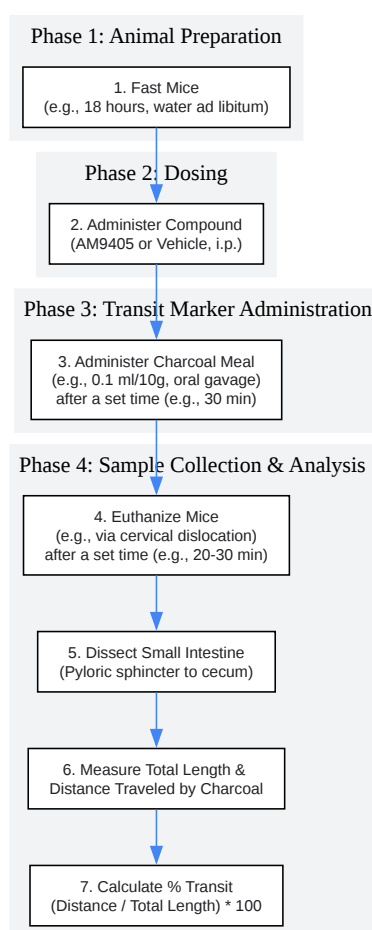 Phase 1: Animal Preparation
1. Fast Mice
(e.g., 18 hours, water ad libitum)
Phase 2: Dosing
2. Administer Compound
(AM9405 or Vehicle, i.p.)
Phase 3: Transit Marker Administration
3. Administer Charcoal Meal
(e.g., 0.1 ml/10g, oral gavage)
after a set time (e.g., 30 min)
Phase 4: Sample Collection & Analysis
4. Euthanize Mice
(e.g., via cervical dislocation)
after a set time (e.g., 20-30 min)
5. Dissect Small Intestine
(Pyloric sphincter to cecum)
6. Measure Total Length &
Distance Traveled by Charcoal
7. Calculate % Transit
(Distance / Total Length) * 100